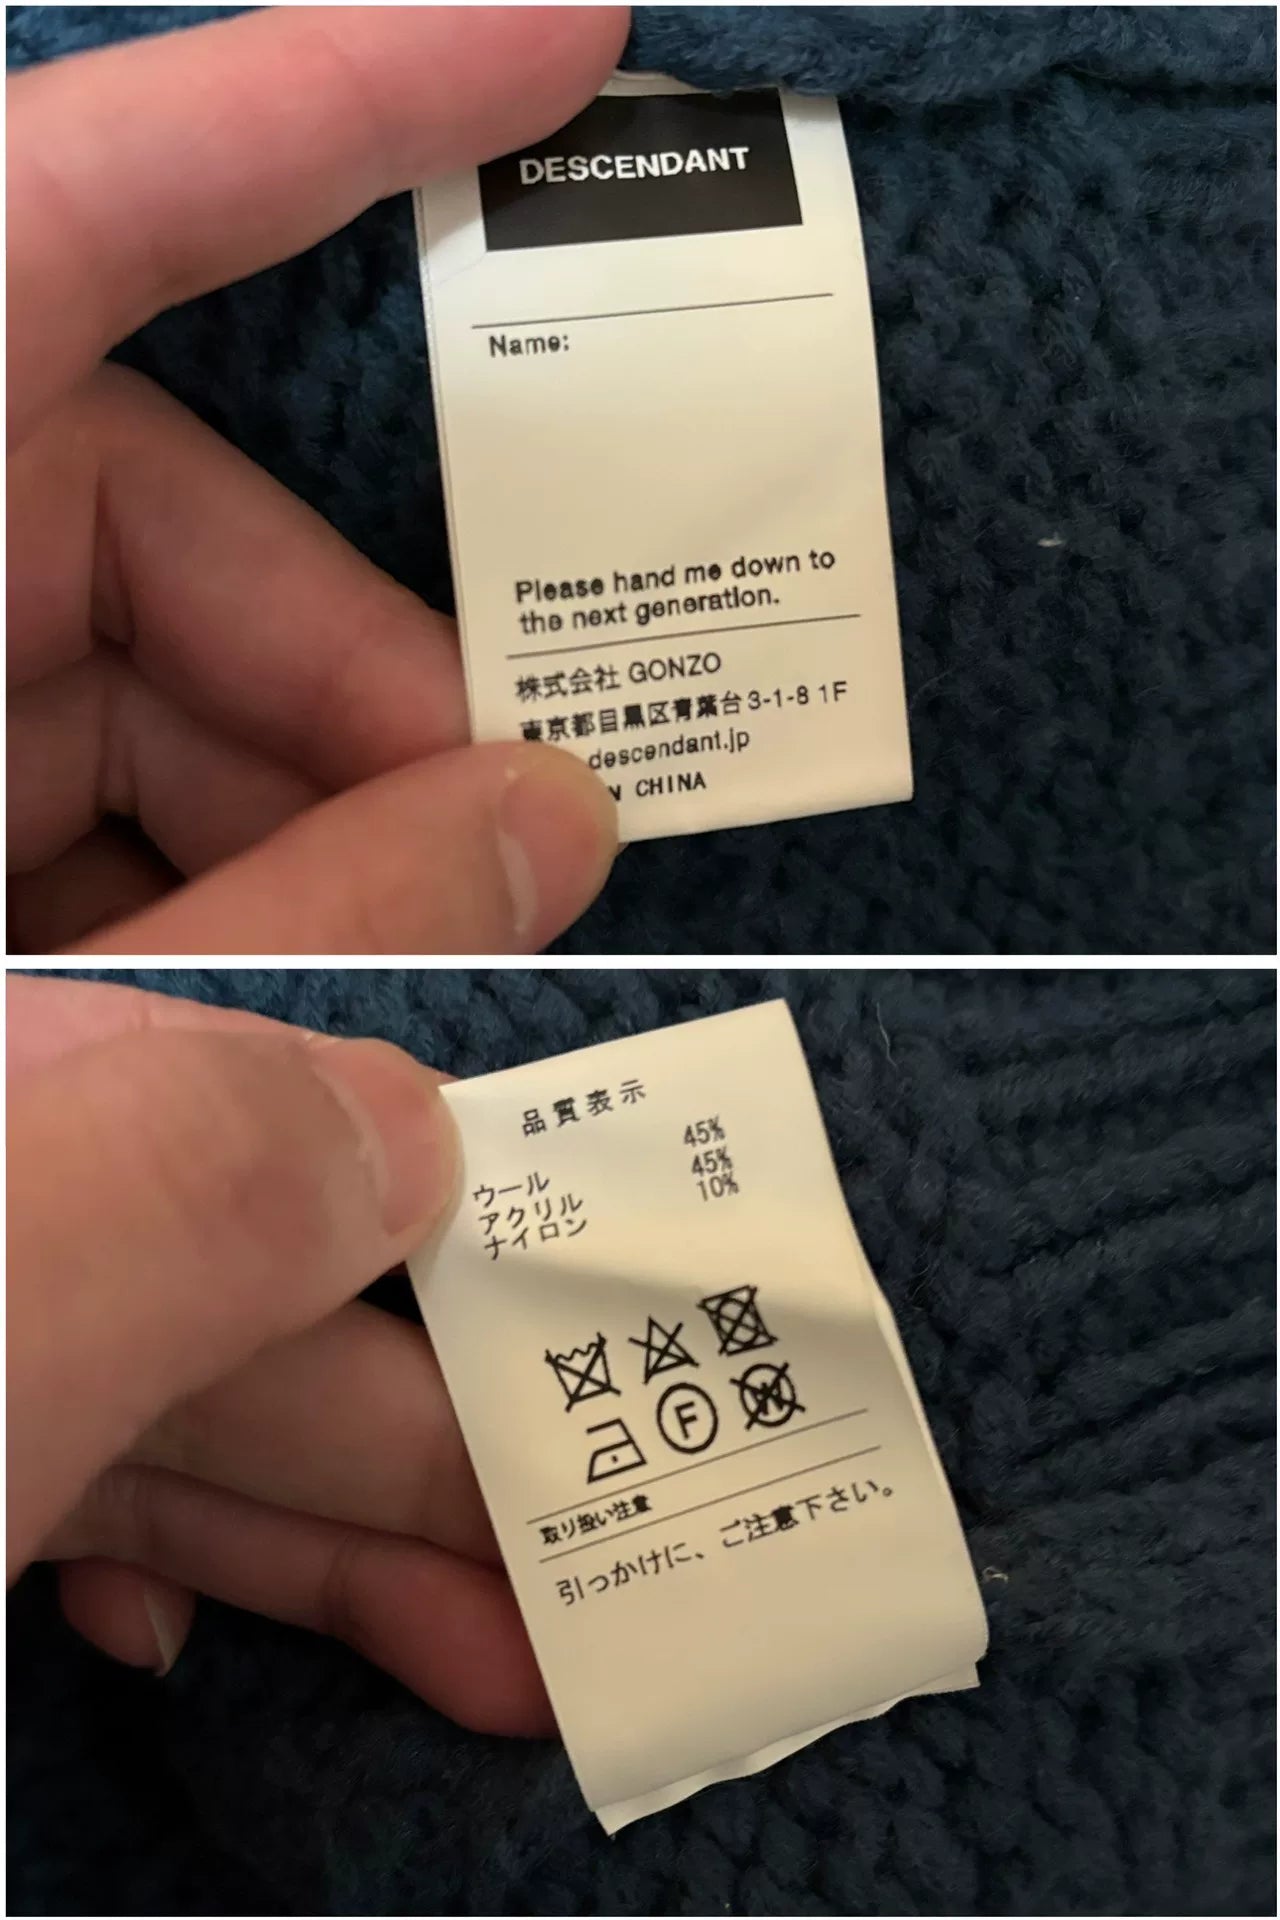 DESCENDANT
Name:
Please hand me down to
the next generation.
株式会社 GONZO
東京都目黒区青葉台3-1-8 1F
descendant.jp
CHINA
品質表示
ウール 45%
アクリル 45%
ナイロン 10%
F
W
取り扱い注意
引っかけに、ご注意下さい。